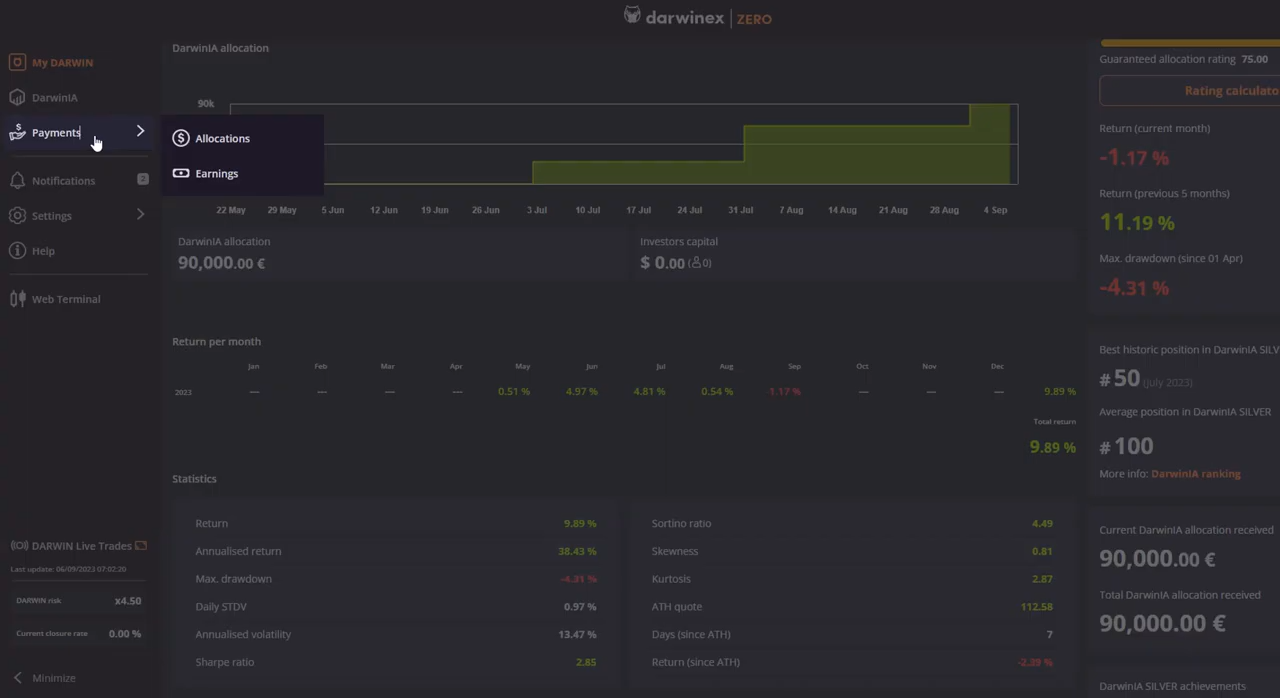 darwinex | ZERO
My DARWIN
DarwinIA
Payments
Notifications 2
Settings
Help
Web Terminal
DARWIN Live Trades
Last update: 06/09/2023 07:02:20
DARWIN risk x4.50
Current closure rate 0.00 %
Minimize
Allocations
Earnings
DarwinIA allocation
90k
22 May 29 May 5 Jun 12 Jun 19 Jun 26 Jun 3 Jul 10 Jul 17 Jul 24 Jul 31 Jul 7 Aug 14 Aug 21 Aug 28 Aug 4 Sep
DarwinIA allocation Investors capital
90,000.00 € $ 0.00 (0)
Return per month
Jan Feb Mar Apr May Jun Jul Aug Sep Oct Nov Dec
2023 — — — — 0.51 % 4.97 % 4.81 % 0.54 % -1.17 % — — — 9.89 %
Total return
9.89 %
Statistics
Return 9.89 % Sortino ratio 4.49
Annualised return 38.43 % Skewness 0.81
Max. drawdown -4.31 % Kurtosis 2.87
Daily STDV 0.97 % ATH quote 112.58
Annualised volatility 13.47 % Days (since ATH) 7
Sharpe ratio 2.85 Return (since ATH) -2.39 %
Guaranteed allocation rating 75.00
Rating calculato
Return (current month)
-1.17 %
Return (previous 5 months)
11.19 %
Max. drawdown (since 01 Apr)
-4.31 %
Best historic position in DarwinIA SILV
#50 (july 2023)
Average position in DarwinIA SILVER
#100
More info: DarwinIA ranking
Current DarwinIA allocation received
90,000.00 €
Total DarwinIA allocation received
90,000.00 €
DarwinIA SILVER achievements